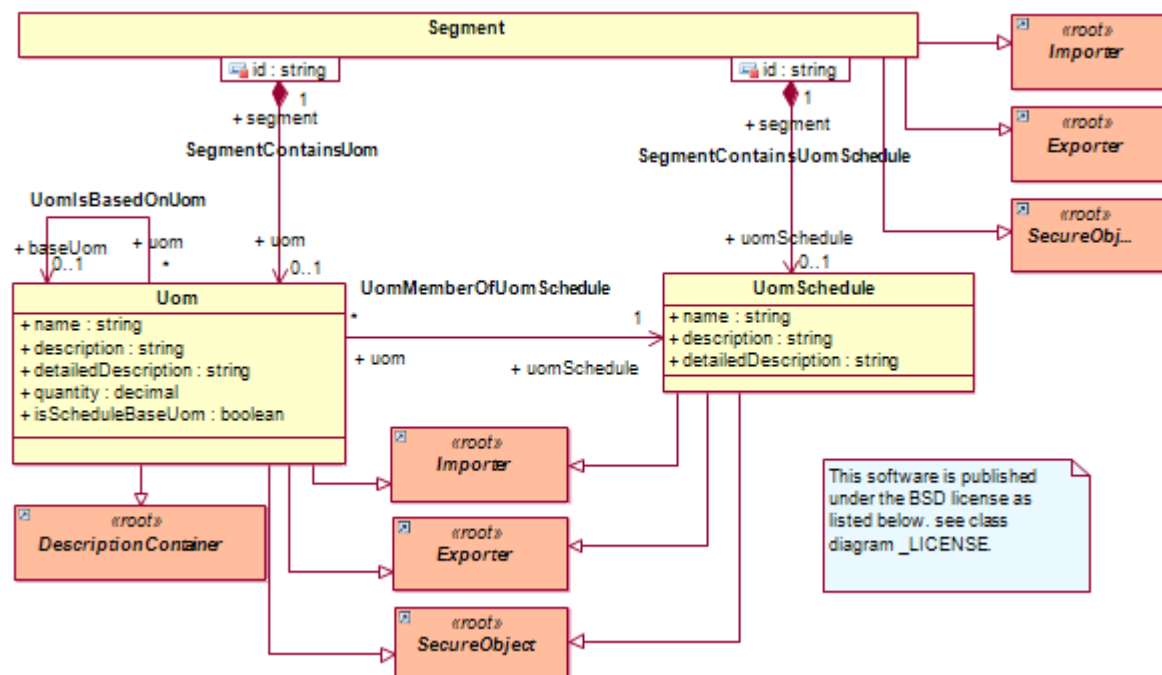 Segment
id : string
1
+ segment
SegmentContainsUom
+ uom
0..1
id : string
1
+ segment
SegmentContainsUomSchedule
+ uomSchedule
0..1
«root»
Importer
«root»
Exporter
«root»
SecureObj...
UomIsBasedOnUom
+ baseUom
0..1
+ uom
*
Uom
+ name : string
+ description : string
+ detailedDescription : string
+ quantity : decimal
+ isScheduleBaseUom : boolean
UomMemberOfUomSchedule
*
1
+ uom
+ uomSchedule
UomSchedule
+ name : string
+ description : string
+ detailedDescription : string
«root»
DescriptionContainer
«root»
Importer
«root»
Exporter
«root»
SecureObject
This software is published
under the BSD license as
listed below. see class
diagram _LICENSE.